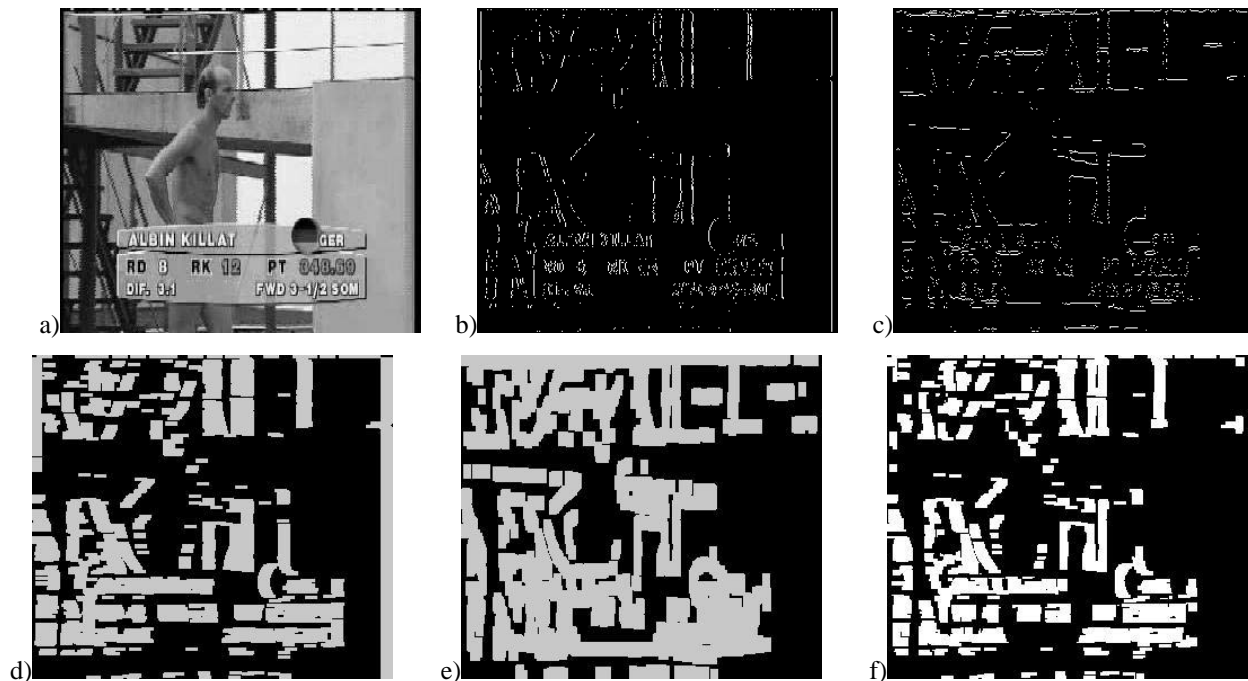 a)
ALBIN KILLAT GER
RD 8 RK 12 PT 348.60
DIF. 3.1 FWD 3-1/2 SOM
b)
c)
d)
e)
f)